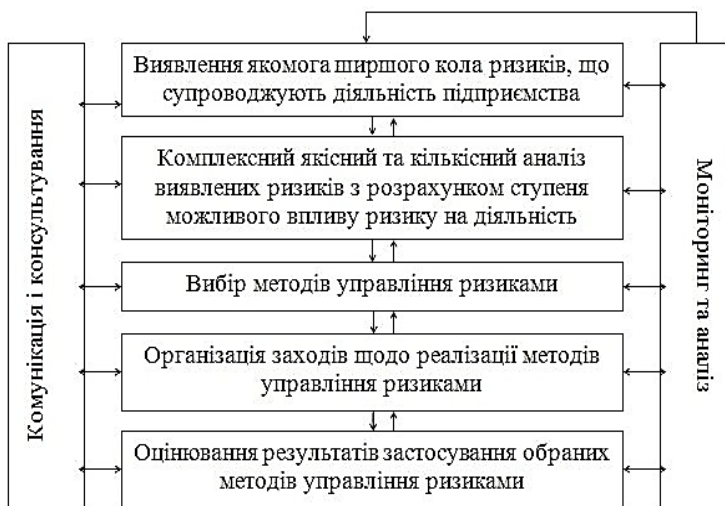 Комунікація і консультування
Виявлення якомога ширшого кола ризиків, що
супроводжують діяльність підприємства
Комплексний якісний та кількісний аналіз
виявлених ризиків з розрахунком ступеня
можливого впливу ризику на діяльність
Вибір методів управління ризиками
Організація заходів щодо реалізації методів
управління ризиками
Оцінювання результатів застосування обраних
методів управління ризиками
Моніторинг та аналіз